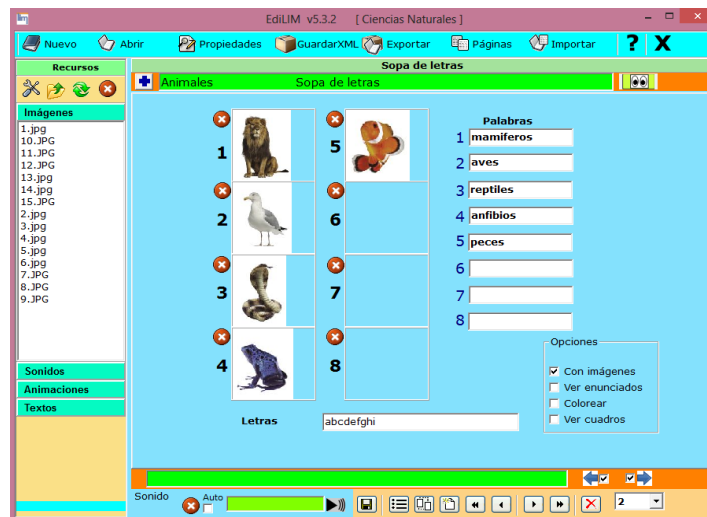 EdiLIM v5.3.2 [ Ciencias Naturales ]
Nuevo Abrir Propiedades GuardarXML Exportar Páginas Importar ? X
Recursos
Sopa de letras
Animales Sopa de letras
Imágenes
1.jpg
10.JPG
11.JPG
12.JPG
13.jpg
14.jpg
15.JPG
2.jpg
3.jpg
4.jpg
5.jpg
6.jpg
7.JPG
8.JPG
9.JPG
Sonidos
Animaciones
Textos
1
2
3
4
5
6
7
8
Palabras
1 mamiferos
2 aves
3 reptiles
4 anfibios
5 peces
6
7
8
Opciones
Con imágenes
Ver enunciados
Colorear
Ver cuadros
Letras abcdefghi
Sonido Auto 2